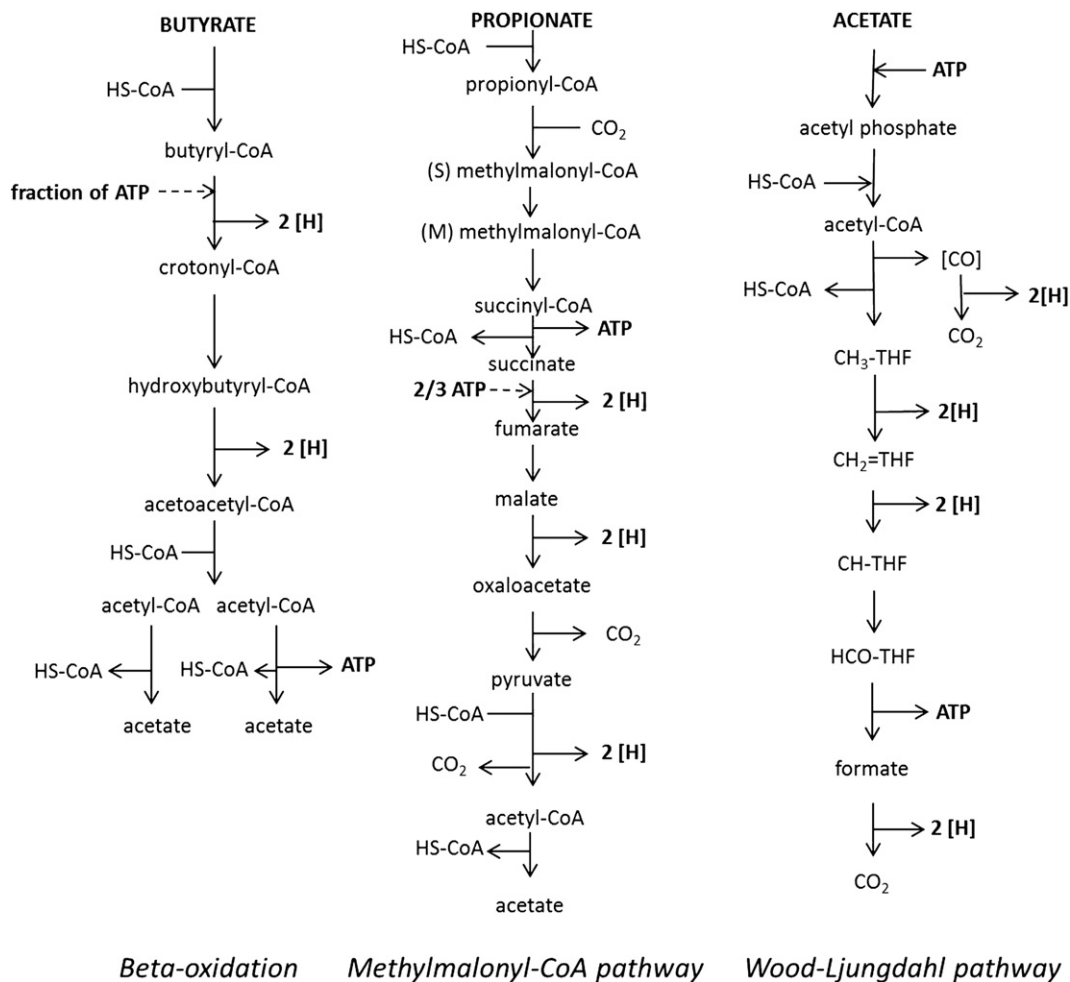 BUTYRATE
HS-CoA
butyryl-CoA
fraction of ATP
2 [H]
crotonyl-CoA
hydroxybutyryl-CoA
2 [H]
acetoacetyl-CoA
HS-CoA
acetyl-CoA acetyl-CoA
HS-CoA HS-CoA ATP
acetate acetate
Beta-oxidation
PROPIONATE
HS-CoA
propionyl-CoA
CO₂
(S) methylmalonyl-CoA
(M) methylmalonyl-CoA
succinyl-CoA
ATP
HS-CoA
succinate
2/3 ATP
2 [H]
fumarate
malate
2 [H]
oxaloacetate
CO₂
pyruvate
HS-CoA
2 [H]
CO₂
acetyl-CoA
HS-CoA
acetate
Methylmalonyl-CoA pathway
ACETATE
ATP
acetyl phosphate
HS-CoA
acetyl-CoA
[CO]
HS-CoA
2[H]
CO₂
CH₃-THF
2[H]
CH₂=THF
2 [H]
CH-THF
HCO-THF
ATP
formate
2 [H]
CO₂
Wood-Ljungdahl pathway